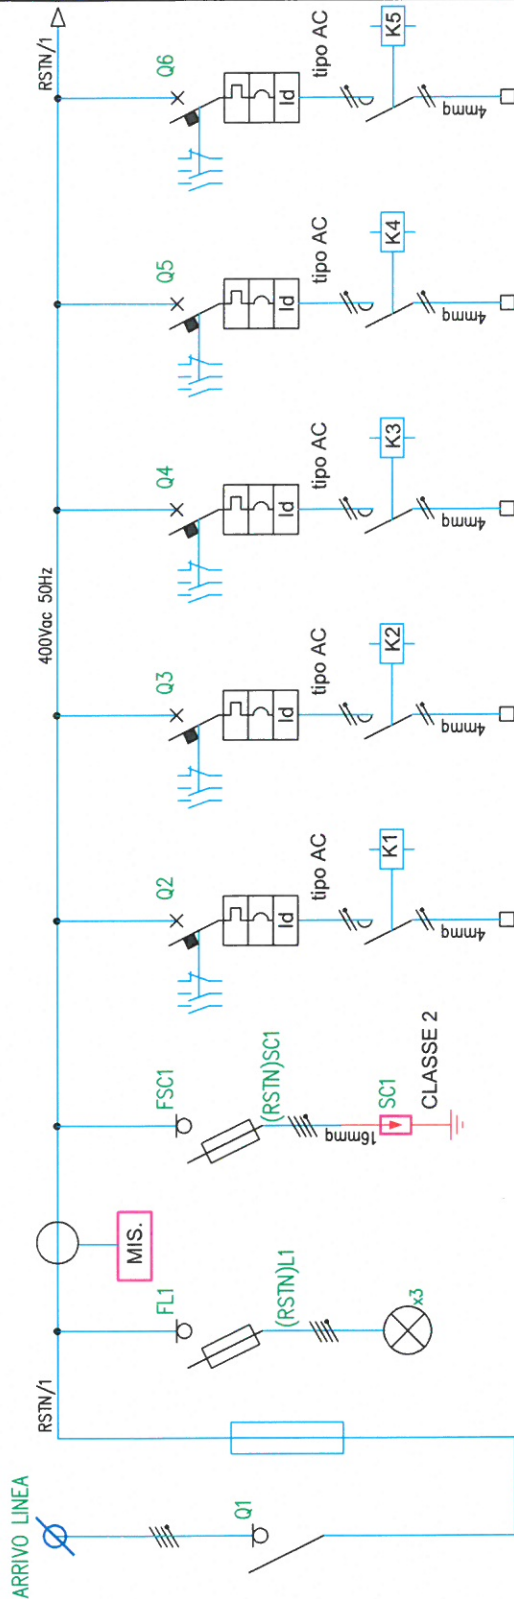 ARRIVO LINEA
Q1
RSTN/1
FL1
(RSTN)L1
x3
MIS.
FSC1
(RSTN)SC1
16mmq
SC1
CLASSE 2
Q2
Id
tipo AC
K1
4mmq
Q3
Id
tipo AC
K2
4mmq
400Vac 50Hz
Q4
Id
tipo AC
K3
4mmq
Q5
Id
tipo AC
K4
4mmq
Q6
Id
tipo AC
K5
4mmq
RSTN/1